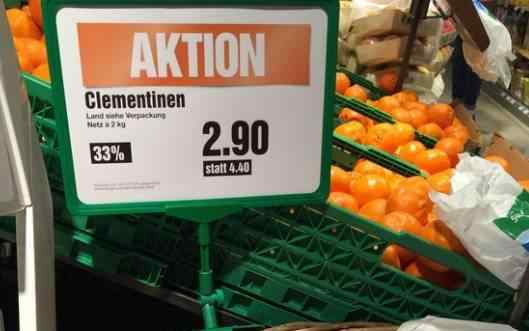 AKTION
Clementinen
Land siehe Verpackung
Netz à 2 kg
33%
2.90
statt 4.40